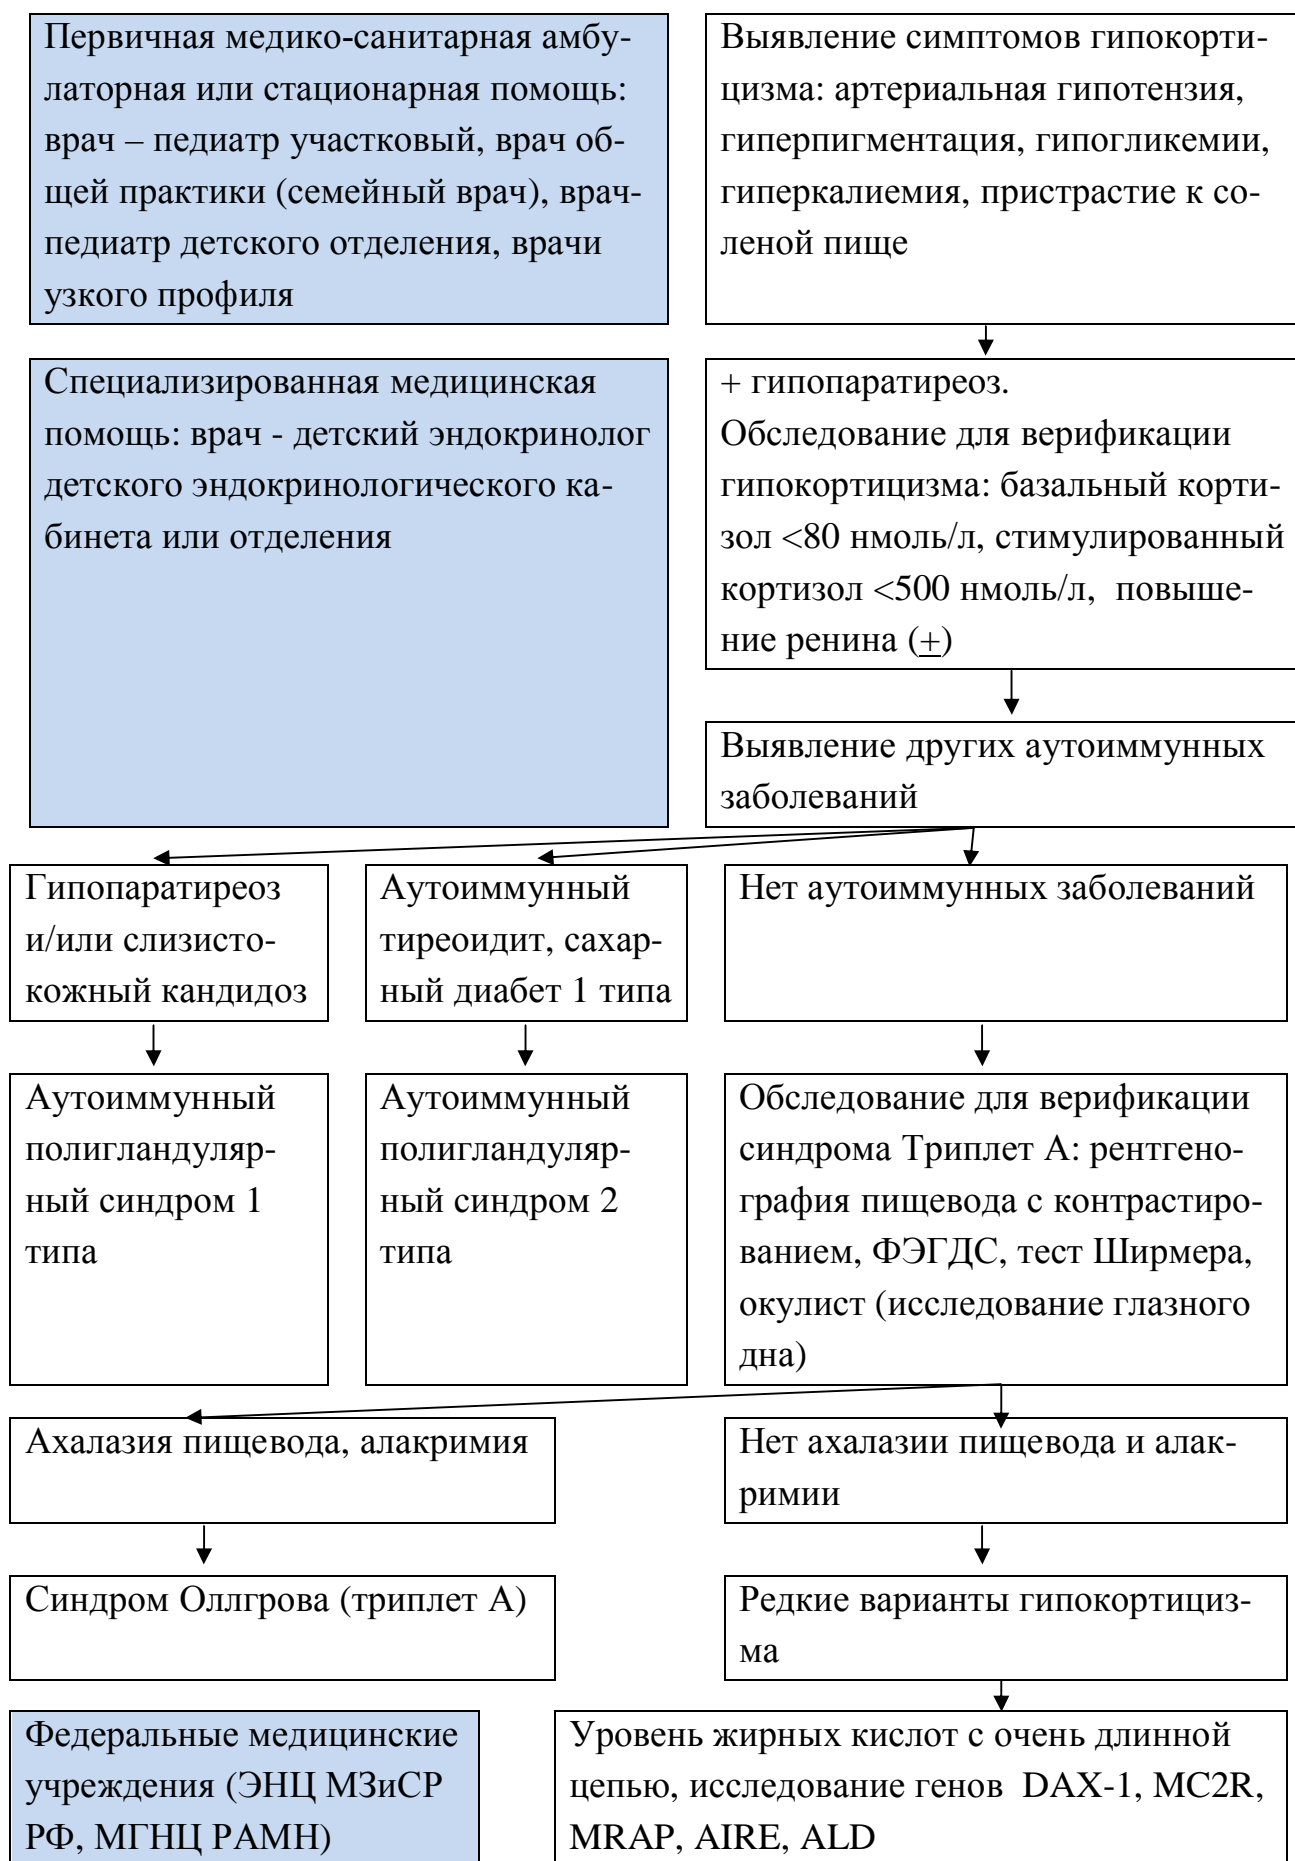 Первичная медико-санитарная амбу-
латорная или стационарная помощь:
врач – педиатр участковый, врач об-
щей практики (семейный врач), врач-
педиатр детского отделения, врачи
узкого профиля
Выявление симптомов гипокорти-
цизма: артериальная гипотензия,
гиперпигментация, гипогликемии,
гиперкалиемия, пристрастие к со-
леной пище
Специализированная медицинская
помощь: врач - детский эндокринолог
детского эндокринологического ка-
бинета или отделения
+ гипопаратиреоз.
Обследование для верификации
гипокортицизма: базальный корти-
зол <80 нмоль/л, стимулированный
кортизол <500 нмоль/л, повыше-
ние ренина (+)
Выявление других аутоиммунных
заболеваний
Гипопаратиреоз
и/или слизисто-
кожный кандидоз
Аутоиммунный
тиреоидит, сахар-
ный диабет 1 типа
Нет аутоиммунных заболеваний
Аутоиммунный
полигландуляр-
ный синдром 1
типа
Аутоиммунный
полигландуляр-
ный синдром 2
типа
Обследование для верификации
синдрома Триплет А: рентгено-
графия пищевода с контрастиро-
ванием, ФЭГДС, тест Ширмера,
окулист (исследование глазного
дна)
Ахалазия пищевода, алакримия
Нет ахалазии пищевода и алак-
римии
Синдром Оллгрова (триплет А)
Редкие варианты гипокортициз-
ма
Федеральные медицинские
учреждения (ЭНЦ МЗиСР
РФ, МГНЦ РАМН)
Уровень жирных кислот с очень длинной
цепью, исследование генов DAX-1, MC2R,
MRAP, AIRE, ALD